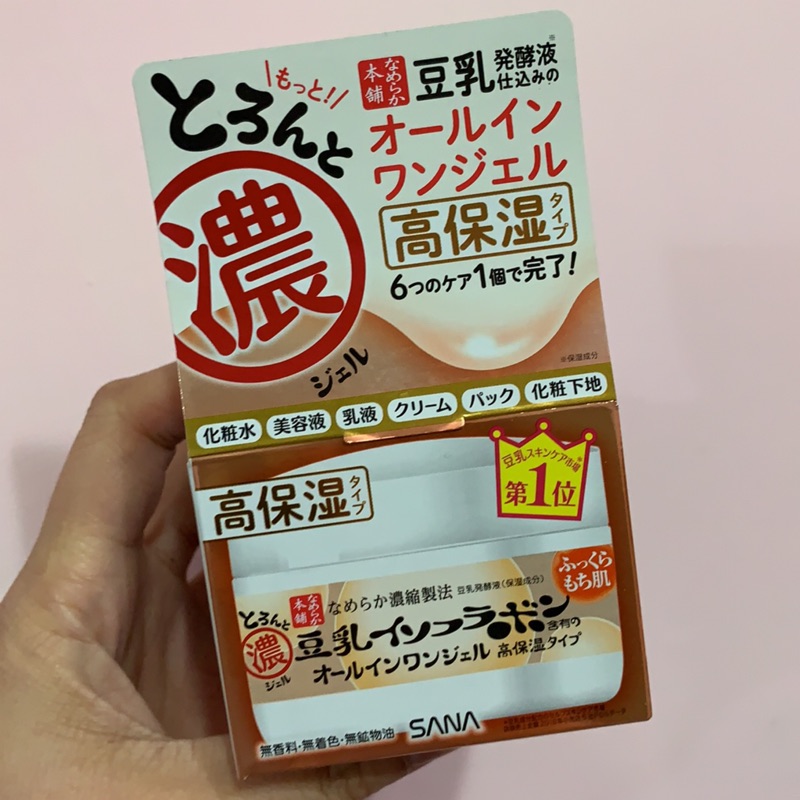 もっと!
とろんと
濃
ジェル
なめらか本舗
豆乳発酵液※仕込みの
オールイン
ワンジェル
高保湿タイプ
6つのケア1個で完了!
※保湿成分
化粧水 美容液 乳液 クリーム パック 化粧下地
高保湿タイプ
豆乳スキンケア市場※
第1位
ふっくら
もち肌
なめらか本舗
なめらか濃縮製法 豆乳発酵液(保湿成分)
とろんと
濃
ジェル
豆乳イソフラボン含有の
オールインワンジェル 高保湿タイプ
無香料・無着色・無鉱物油
SANA